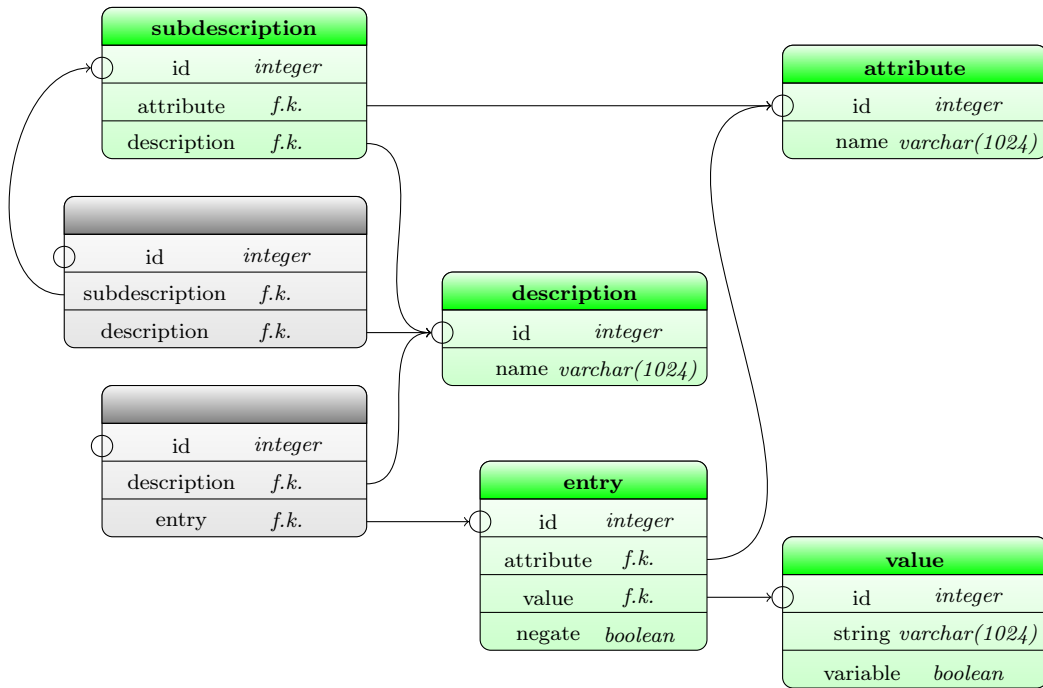 subdescription
id integer
attribute f.k.
description f.k.
attribute
id integer
name varchar(1024)
id integer
subdescription f.k.
description f.k.
description
id integer
name varchar(1024)
id integer
description f.k.
entry f.k.
entry
id integer
attribute f.k.
value f.k.
negate boolean
value
id integer
string varchar(1024)
variable boolean